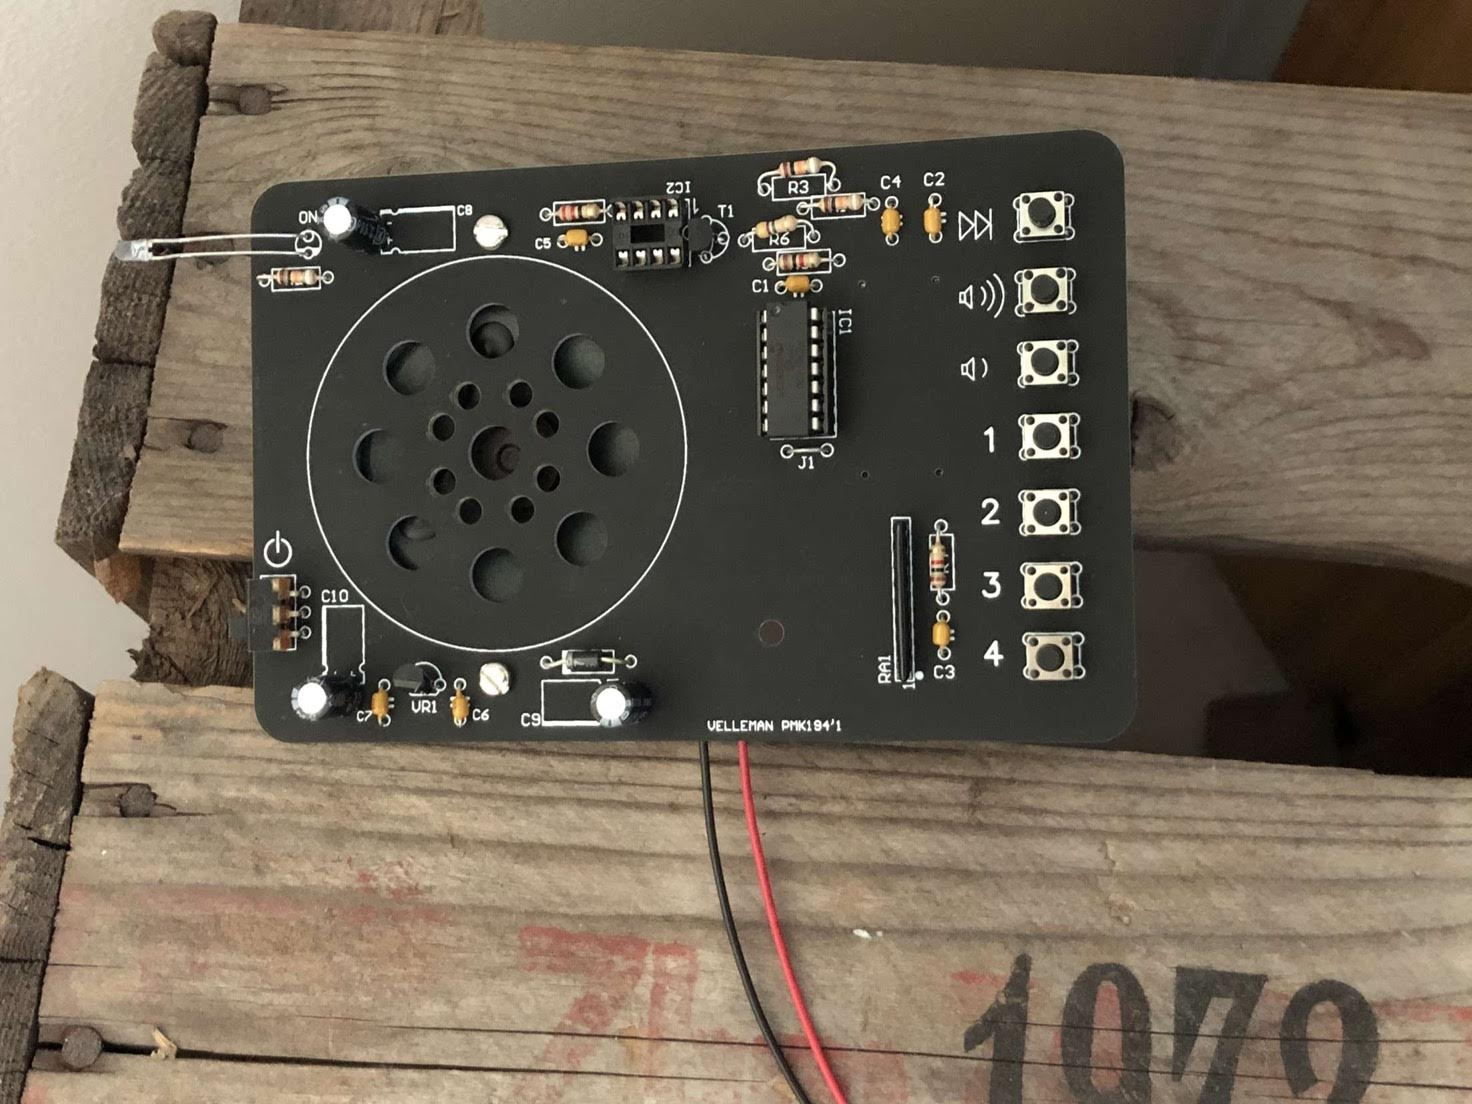 ON
C8
IC2
T1
C5
R3
C4
C2
R6
C1
IC1
J1
1
2
3
4
C10
C7
VR1
C6
C9
RA1
1
C3
VELLEMAN PMK194'1
1972